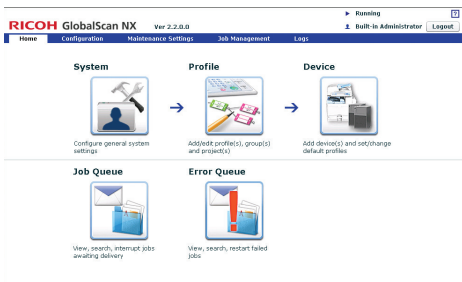 Running
?
RICOH GlobalScan NX Ver 2.2.0.0
Built-in Administrator Logout
Home Configuration Maintenance Settings Job Management Logs
System Profile Device
Configure general system settings
Add/edit profile(s), group(s) and project(s)
Add device(s) and set/change default profiles
Job Queue Error Queue
View, search, interrupt jobs awaiting delivery
View, search, restart failed jobs